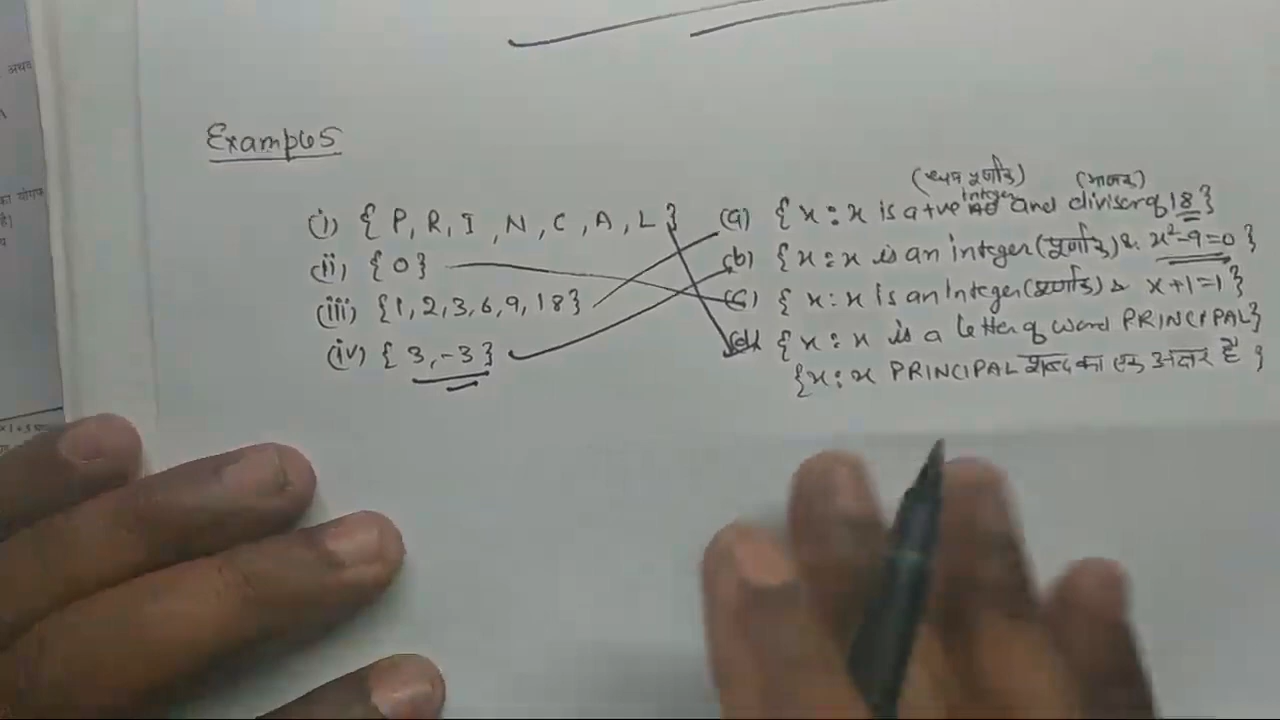 Examples
(i) { P, R, I, N, C, A, L }
(ii) { 0 }
(iii) {1, 2, 3, 6, 9, 18}
(iv) { 3, -3 }
(भाजक)
integer
(a) { x : x is a +ve and divisor of 18 }
(b) { x : x is an integer (पूर्णांक) & x²-9=0 }
(c) { x : x is an Integer (पूर्णांक) & x+1=1 }
(d) { x : x is a letter of word PRINCIPAL}
{x : x PRINCIPAL शब्द का एक अक्षर है }
अथवा
का योगफ
है।